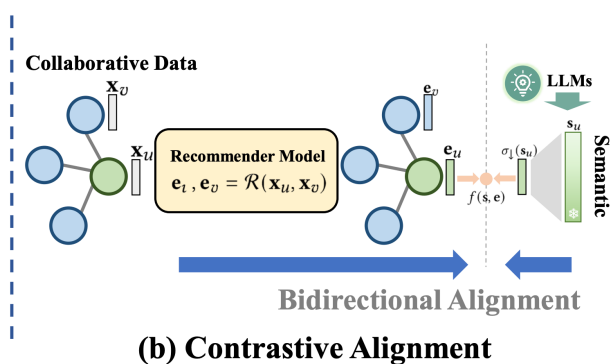 Collaborative Data
x_v
x_u
Recommender Model
e_ι , e_v = R(x_u, x_v)
e_v
e_u
f(s, e)
σ↓(s_u)
LLMs
s_u
Semantic
Bidirectional Alignment
(b) Contrastive Alignment